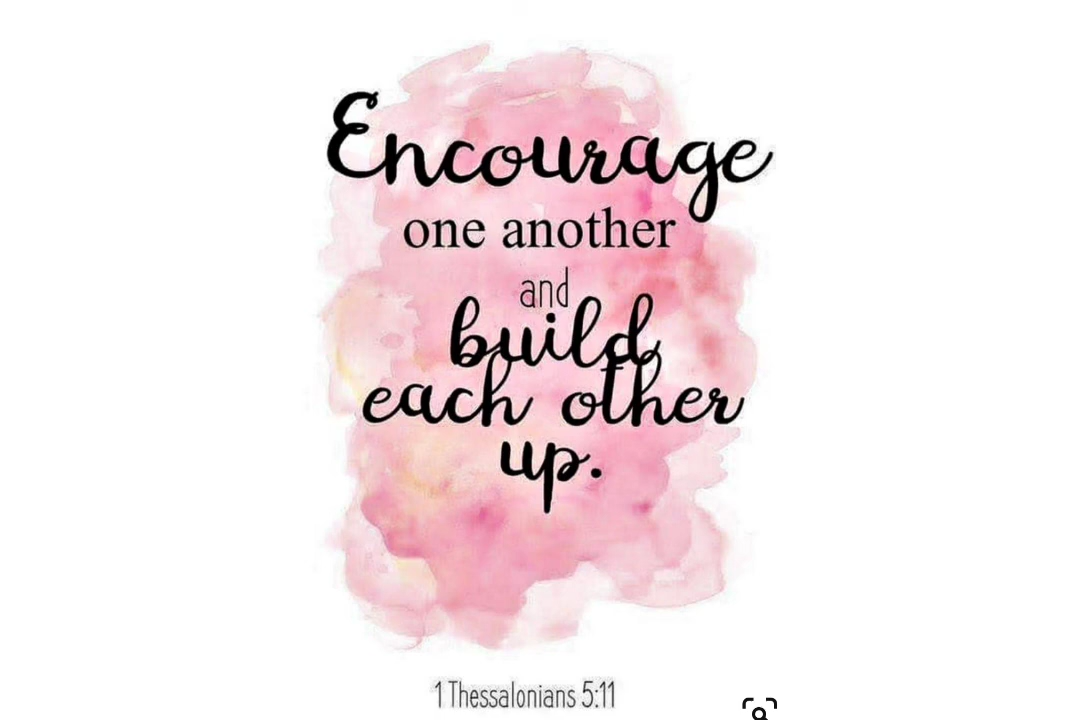 Encourage
one another
and
build
each other
up.
1 Thessalonians 5:11